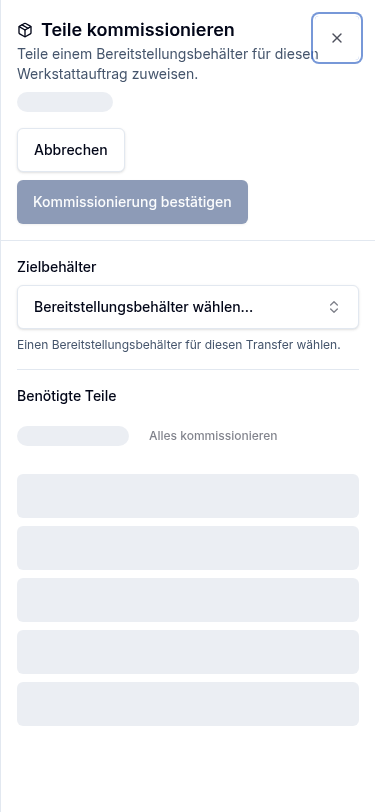 Teile kommissionieren
Teile einem Bereitstellungsbehälter für diesen
Werkstattauftrag zuweisen.
Abbrechen
Kommissionierung bestätigen
Zielbehälter
Bereitstellungsbehälter wählen...
Einen Bereitstellungsbehälter für diesen Transfer wählen.
Benötigte Teile
Alles kommissionieren